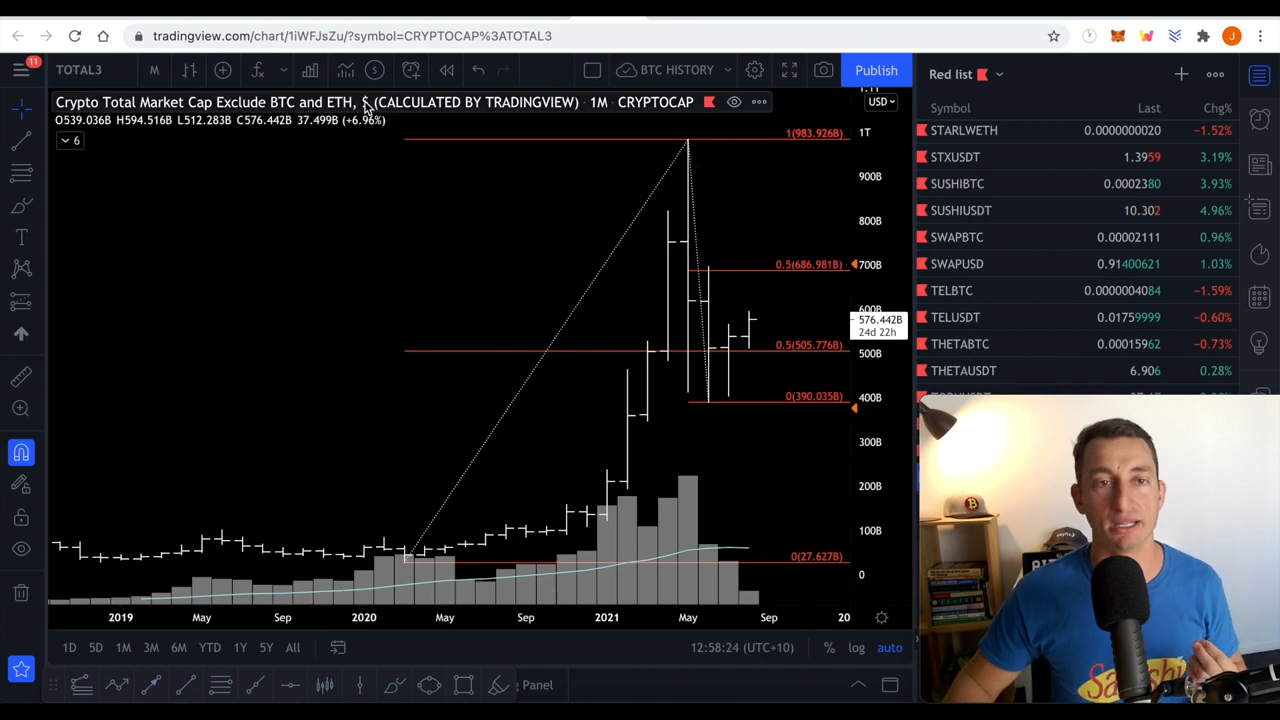 tradingview.com/chart/1iWFJsZu/?symbol=CRYPTOCAP%3ATOTAL3
J
11
TOTAL3
M
BTC HISTORY
Publish
Red list
Crypto Total Market Cap Exclude BTC and ETH, $ (CALCULATED BY TRADINGVIEW) · 1M · CRYPTOCAP
USD
O539.036B H594.516B L512.283B C576.442B 37.499B (+6.96%)
6
Symbol Last Chg%
STARLWETH 0.0000000020 −1.52%
STXUSDT 1.3959 3.19%
SUSHIBTC 0.0002380 3.93%
SUSHIUSDT 10.302 4.96%
SWAPBTC 0.00002111 0.96%
SWAPUSD 0.91400621 1.03%
TELBTC 0.0000004084 −1.59%
TELUSDT 0.01759999 −0.60%
THETABTC 0.00015962 −0.73%
THETAUSDT 6.906 0.28%
1(983.926B)
0.5(686.981B)
0.5(505.776B)
0(390.035B)
0(27.627B)
1T
900B
800B
700B
600B
576.442B
24d 22h
500B
400B
300B
200B
100B
0
2019 May Sep 2020 May Sep 2021 May Sep 20
1D 5D 1M 3M 6M YTD 1Y 5Y All
12:58:24 (UTC+10) % log auto
Panel